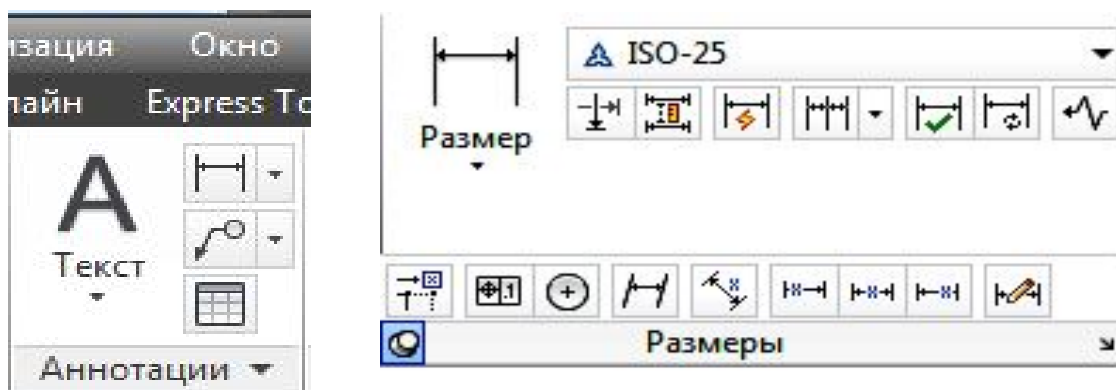 изация Окно
лайн Express To
A
Текст
Аннотации
ISO-25
Размер
Размеры